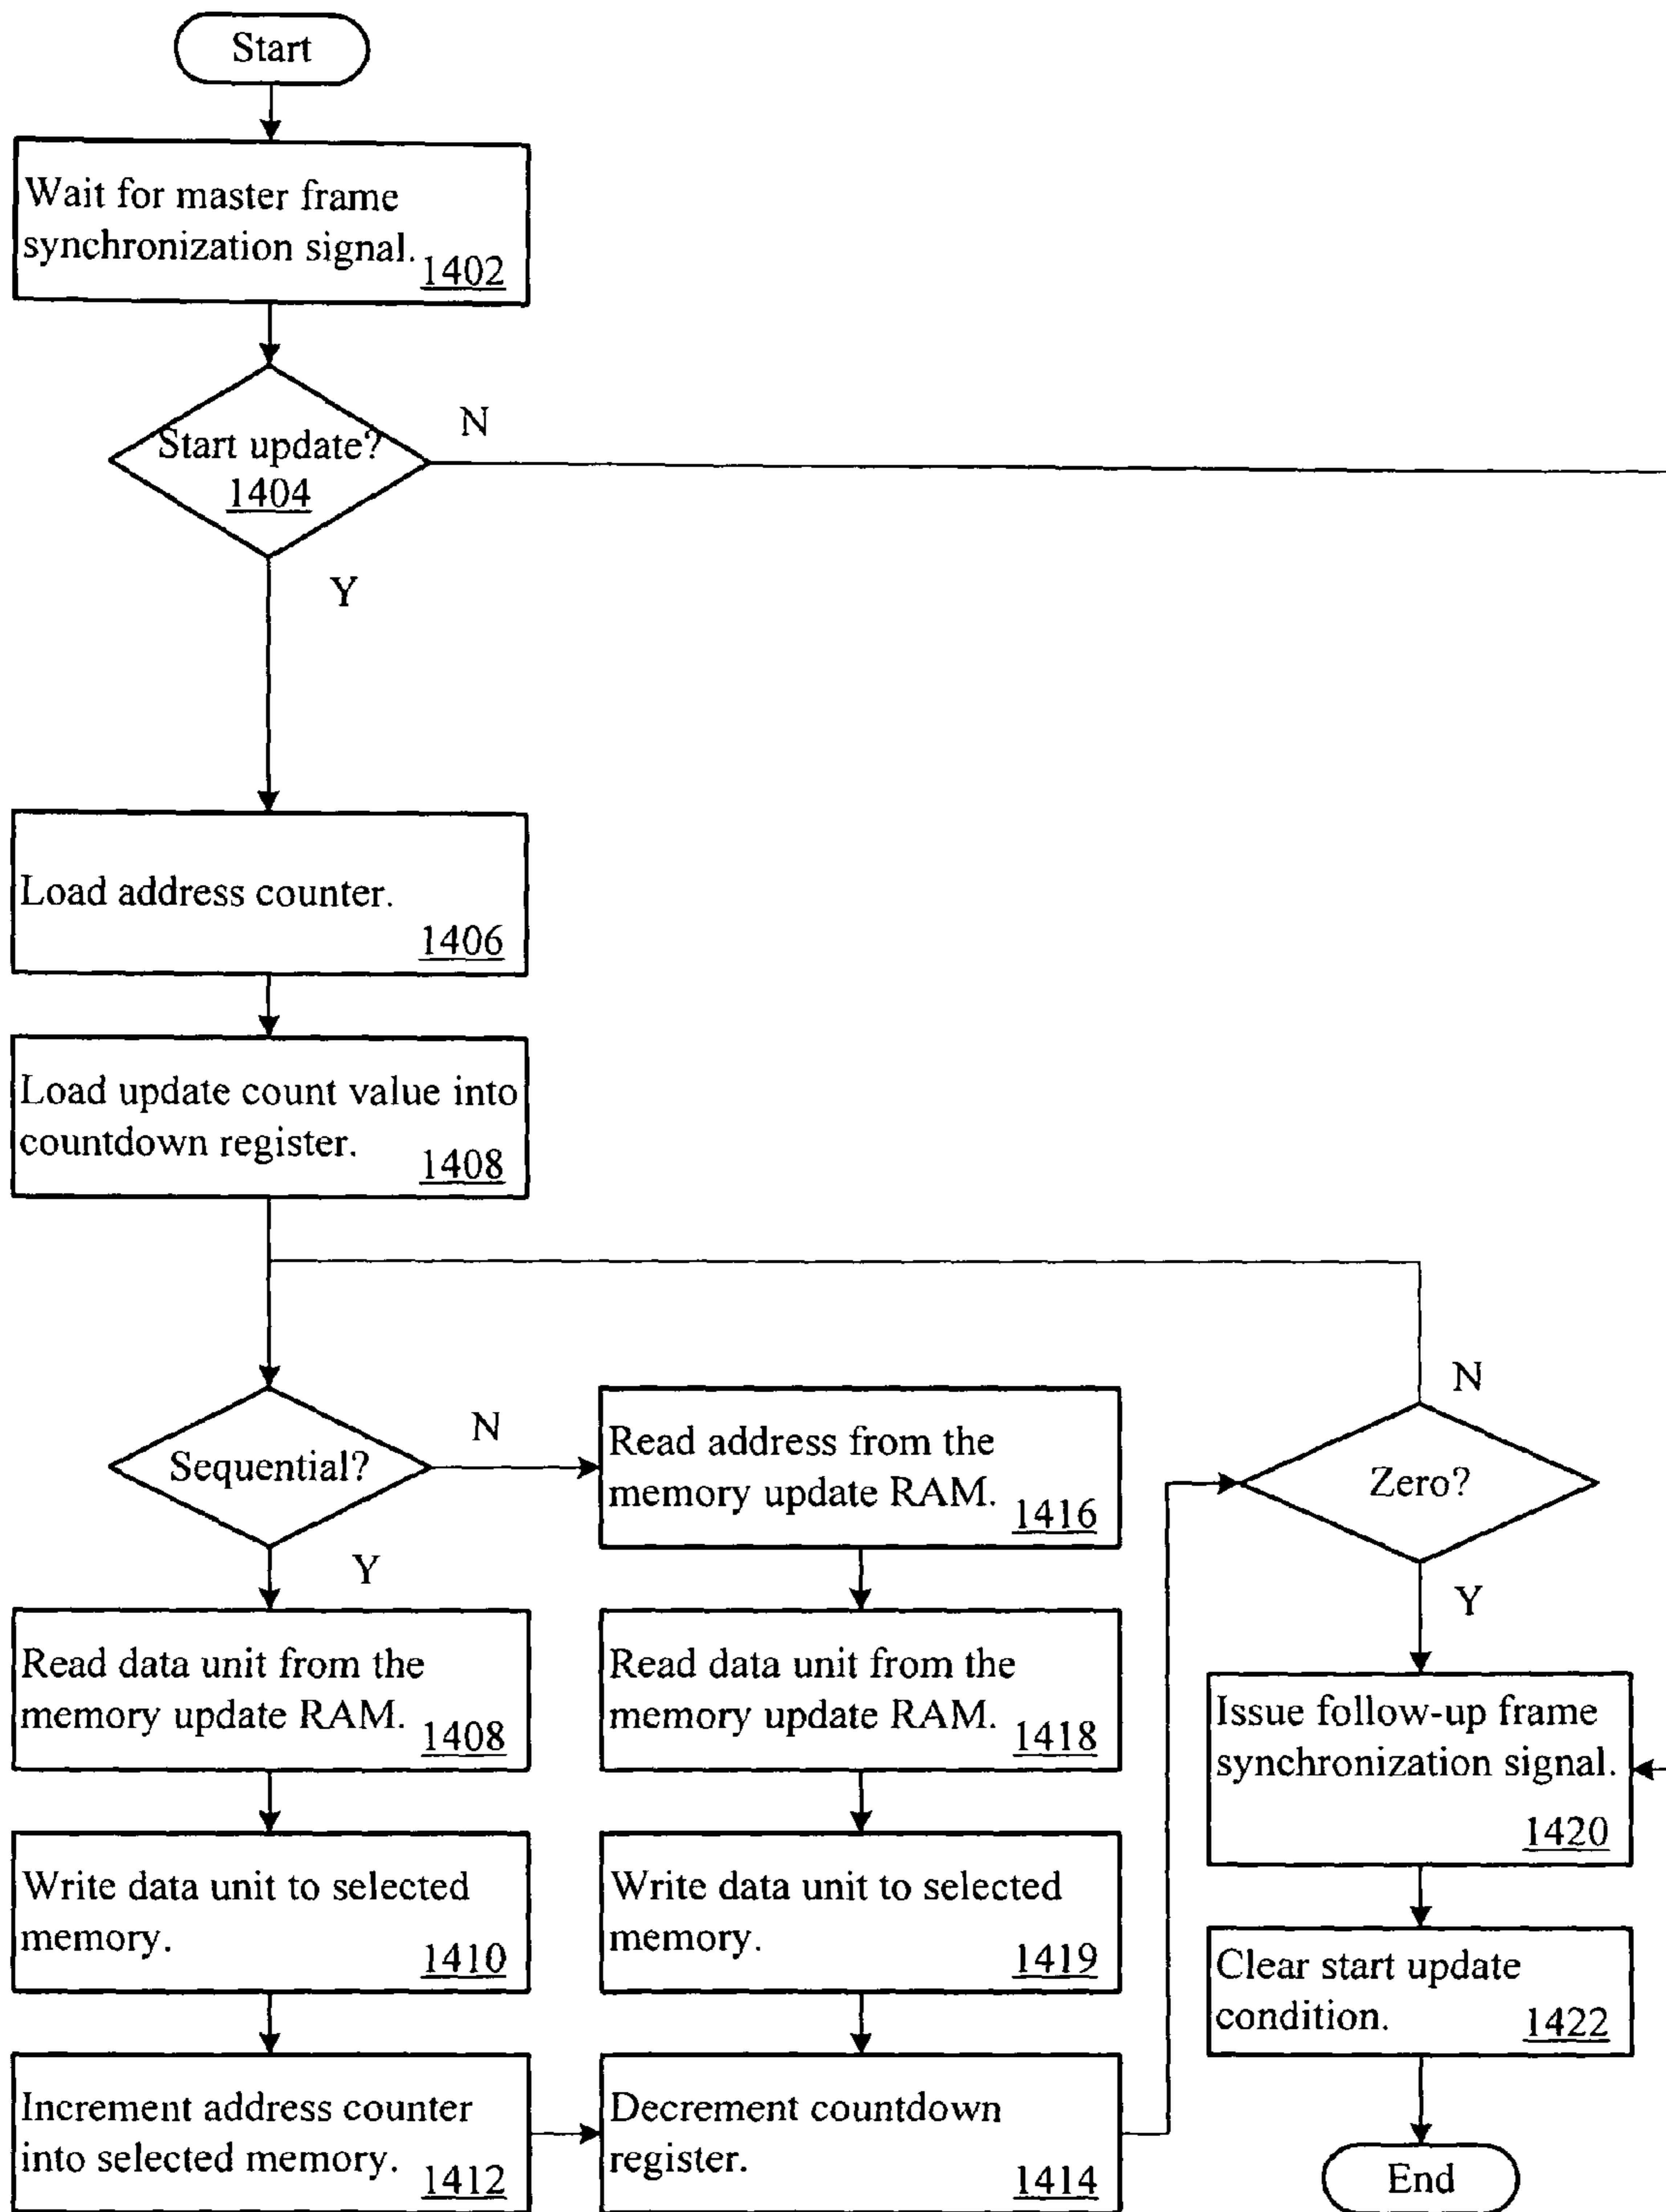 Start
Wait for master frame
synchronization signal.
1402
Start update?
1404
N
Y
Load address counter.
1406
Load update count value into
countdown register.
1408
Sequential?
N
Y
Read address from the
memory update RAM.
1416
Zero?
N
Y
Read data unit from the
memory update RAM.
1408
Read data unit from the
memory update RAM.
1418
Issue follow-up frame
synchronization signal.
1420
Write data unit to selected
memory.
1410
Write data unit to selected
memory.
1419
Clear start update
condition.
1422
Increment address counter
into selected memory.
1412
Decrement countdown
register.
1414
End